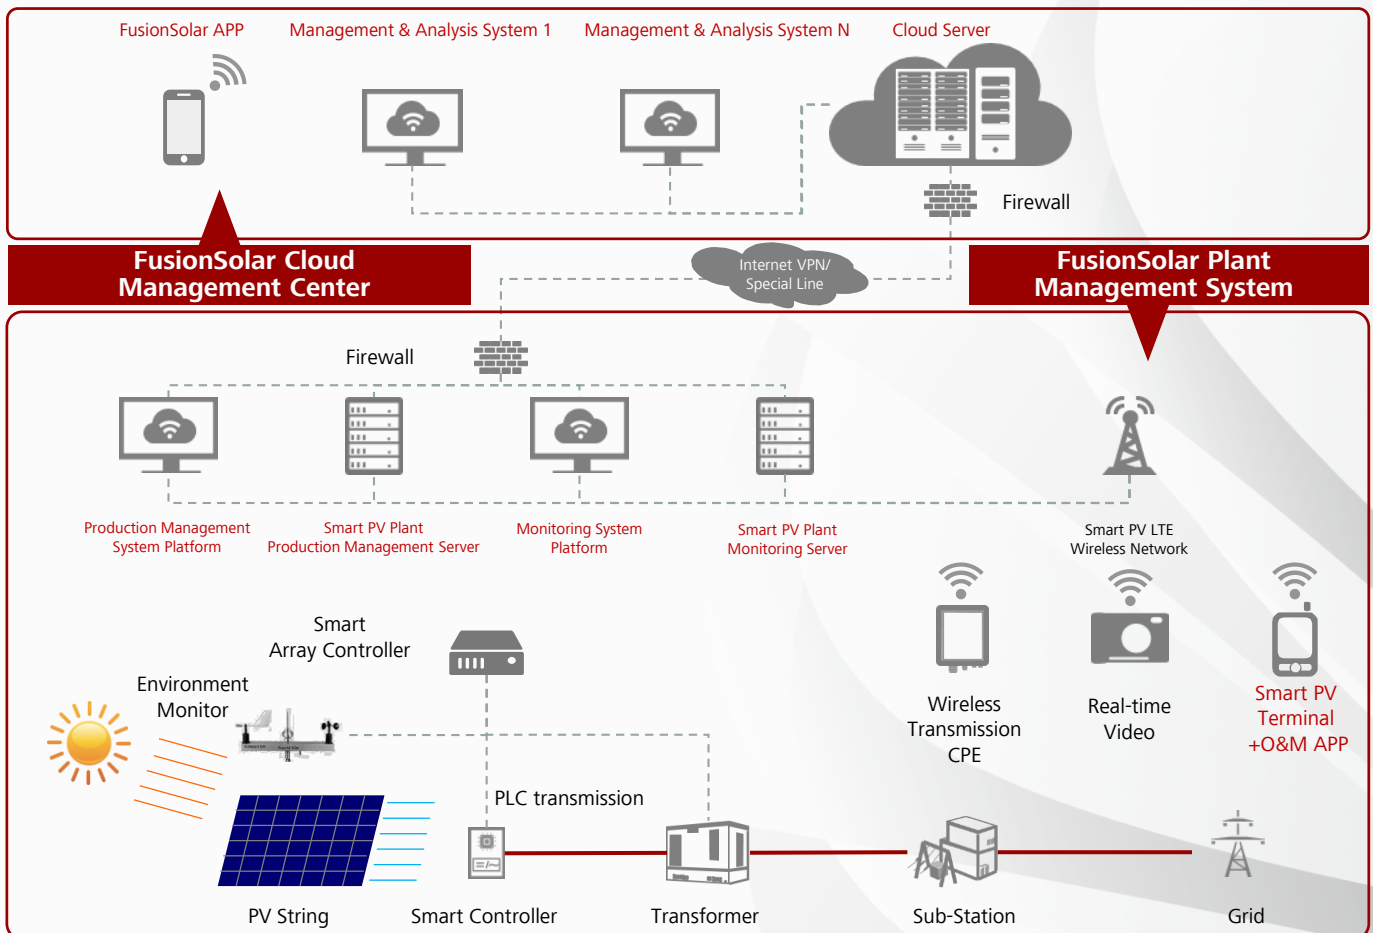 FusionSolar APP
Management & Analysis System 1
Management & Analysis System N
Cloud Server
Firewall
FusionSolar Cloud
Management Center
Internet VPN/
Special Line
FusionSolar Plant
Management System
Firewall
Production Management
System Platform
Smart PV Plant
Production Management Server
Monitoring System
Platform
Smart PV Plant
Monitoring Server
Smart PV LTE
Wireless Network
Smart
Array Controller
Environment
Monitor
Wireless
Transmission
CPE
Real-time
Video
Smart PV
Terminal
+O&M APP
PLC transmission
PV String
Smart Controller
Transformer
Sub-Station
Grid